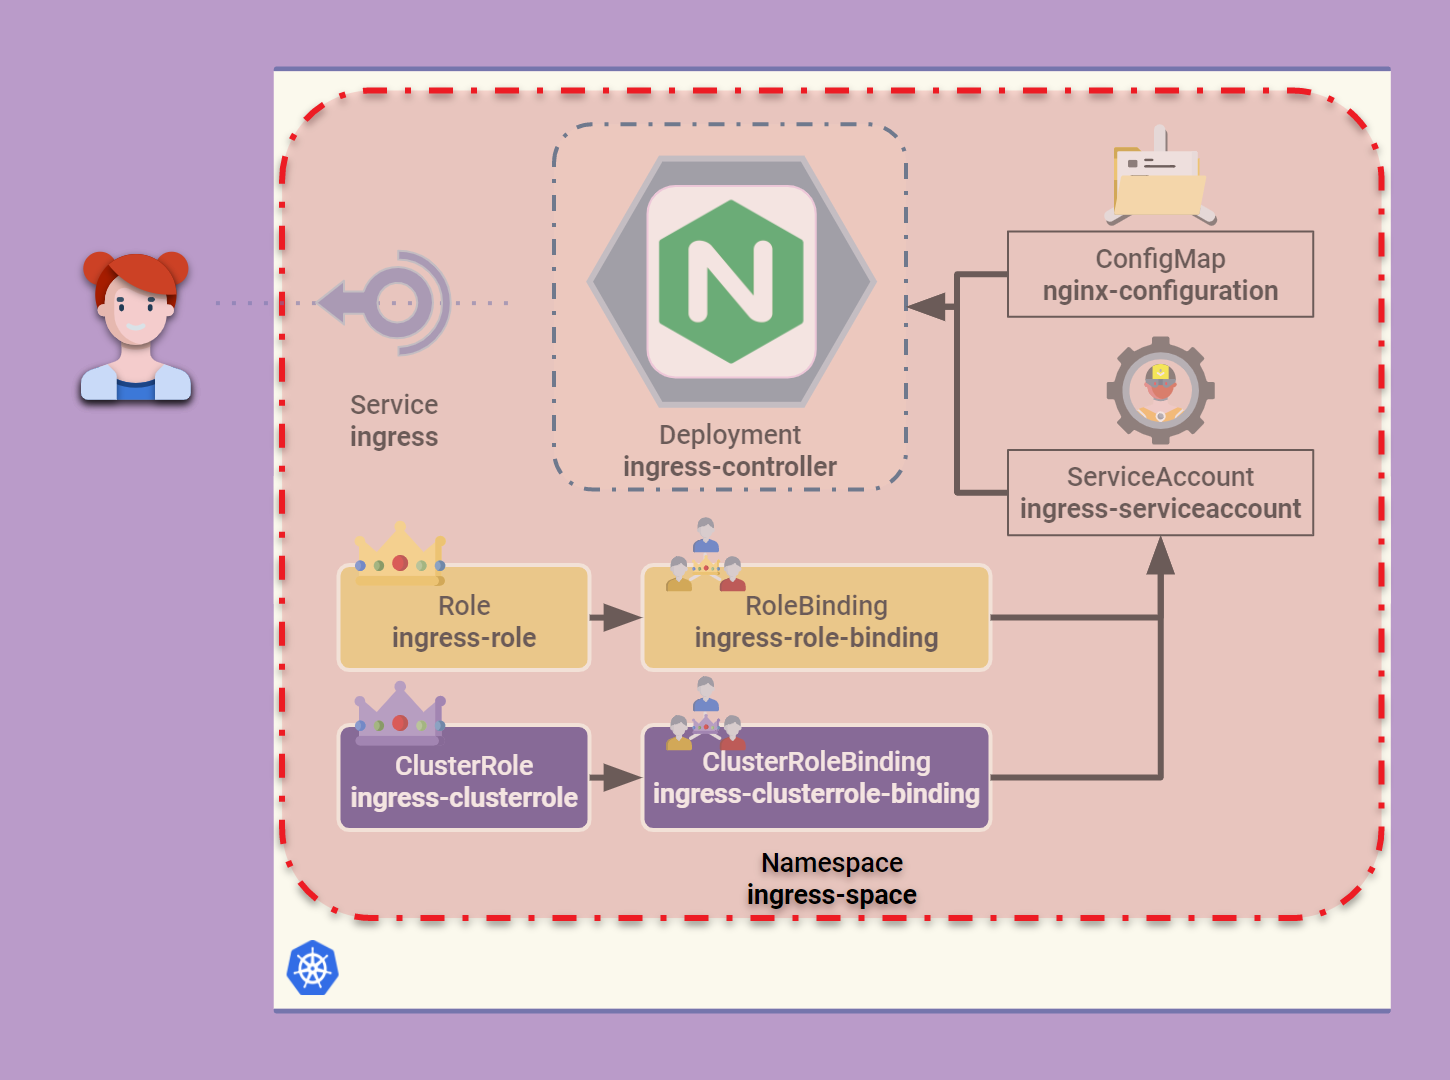 ConfigMap
nginx-configuration
Service
ingress
Deployment
ingress-controller
ServiceAccount
ingress-serviceaccount
Role
ingress-role
RoleBinding
ingress-role-binding
ClusterRole
ingress-clusterrole
ClusterRoleBinding
ingress-clusterrole-binding
Namespace
ingress-space